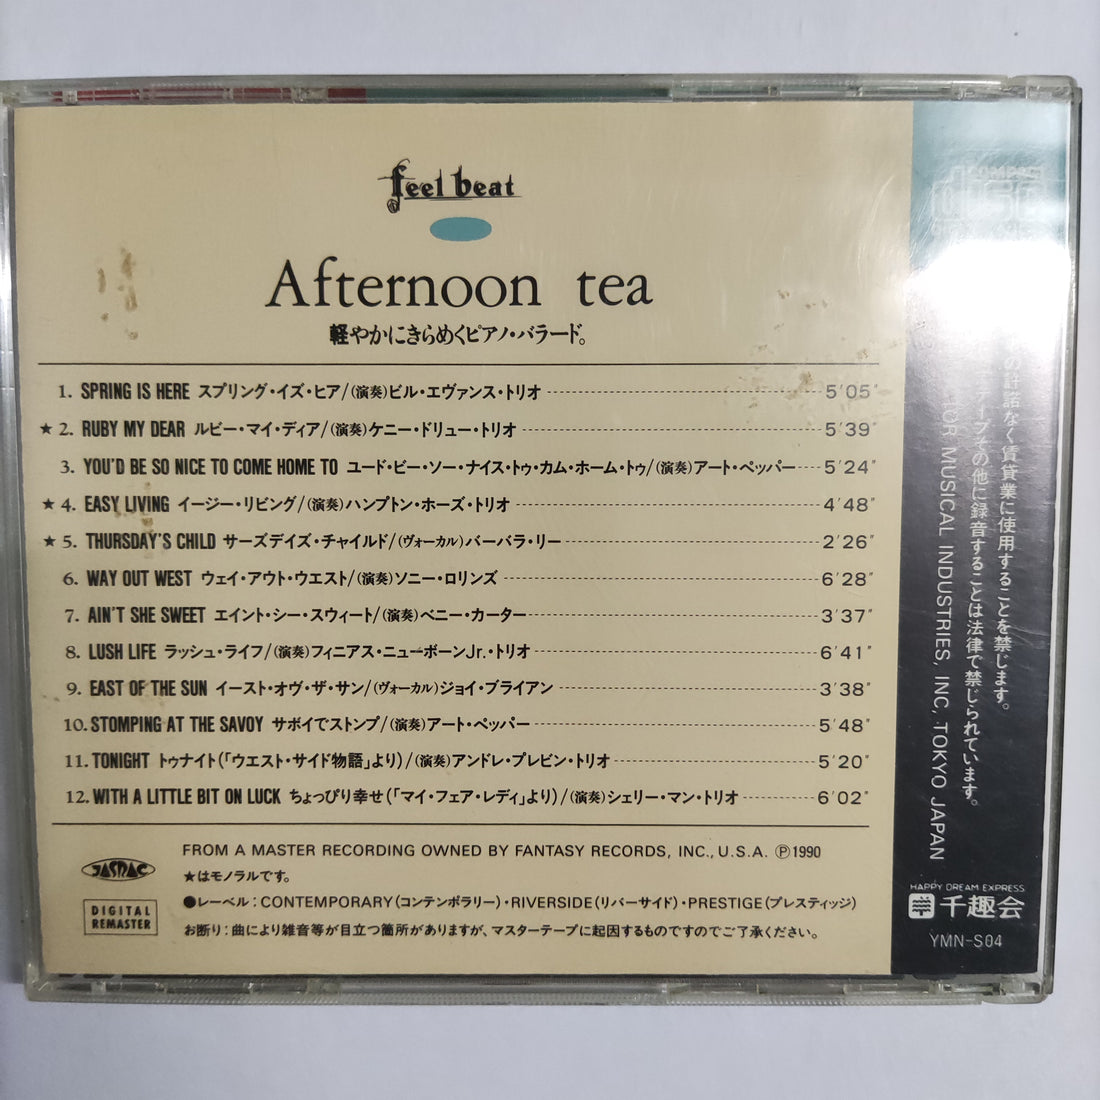 feel beat
Afternoon tea
軽やかにきらめくピアノ・バラード。
1. SPRING IS HERE スプリング・イズ・ヒア/(演奏)ビル・エヴァンス・トリオ 5′05″
★ 2. RUBY MY DEAR ルビー・マイ・ディア/(演奏)ケニー・ドリュー・トリオ 5′39″
3. YOU'D BE SO NICE TO COME HOME TO ユード・ビー・ソー・ナイス・トゥ・カム・ホーム・トゥ/(演奏)アート・ペッパー 5′24″
★ 4. EASY LIVING イージー・リビング/(演奏)ハンプトン・ホーズ・トリオ 4′48″
★ 5. THURSDAY'S CHILD サーズデイズ・チャイルド/(ヴォーカル)バーバラ・リー 2′26″
6. WAY OUT WEST ウェイ・アウト・ウエスト/(演奏)ソニー・ロリンズ 6′28″
7. AIN'T SHE SWEET エイント・シー・スウィート/(演奏)ベニー・カーター 3′37″
8. LUSH LIFE ラッシュ・ライフ/(演奏)フィニアス・ニューボーンJr.・トリオ 6′41″
9. EAST OF THE SUN イースト・オヴ・ザ・サン/(ヴォーカル)ジョイ・ブライアン 3′38″
10. STOMPING AT THE SAVOY サボイでストンプ/(演奏)アート・ペッパー 5′48″
11. TONIGHT トゥナイト(「ウエスト・サイド物語」より)/(演奏)アンドレ・プレビン・トリオ 5′20″
12. WITH A LITTLE BIT ON LUCK ちょっぴり幸せ(「マイ・フェア・レディ」より)/(演奏)シェリー・マン・トリオ 6′02″
JASRAC
DIGITAL
REMASTER
FROM A MASTER RECORDING OWNED BY FANTASY RECORDS, INC., U.S.A. Ⓟ1990
★はモノラルです。
●レーベル：CONTEMPORARY(コンテンポラリー)・RIVERSIDE(リバーサイド)・PRESTIGE(プレスティッジ)
お断り：曲により雑音等が目立つ箇所がありますが、マスターテープに起因するものですのでご了承ください。
COMPACT
disc
の許諾なく賃貸業に使用することを禁じます。
テープその他に録音することは法律で禁じられています。
MUSICAL INDUSTRIES, INC. TOKYO JAPAN
HAPPY DREAM EXPRESS
千趣会
YMN-S04